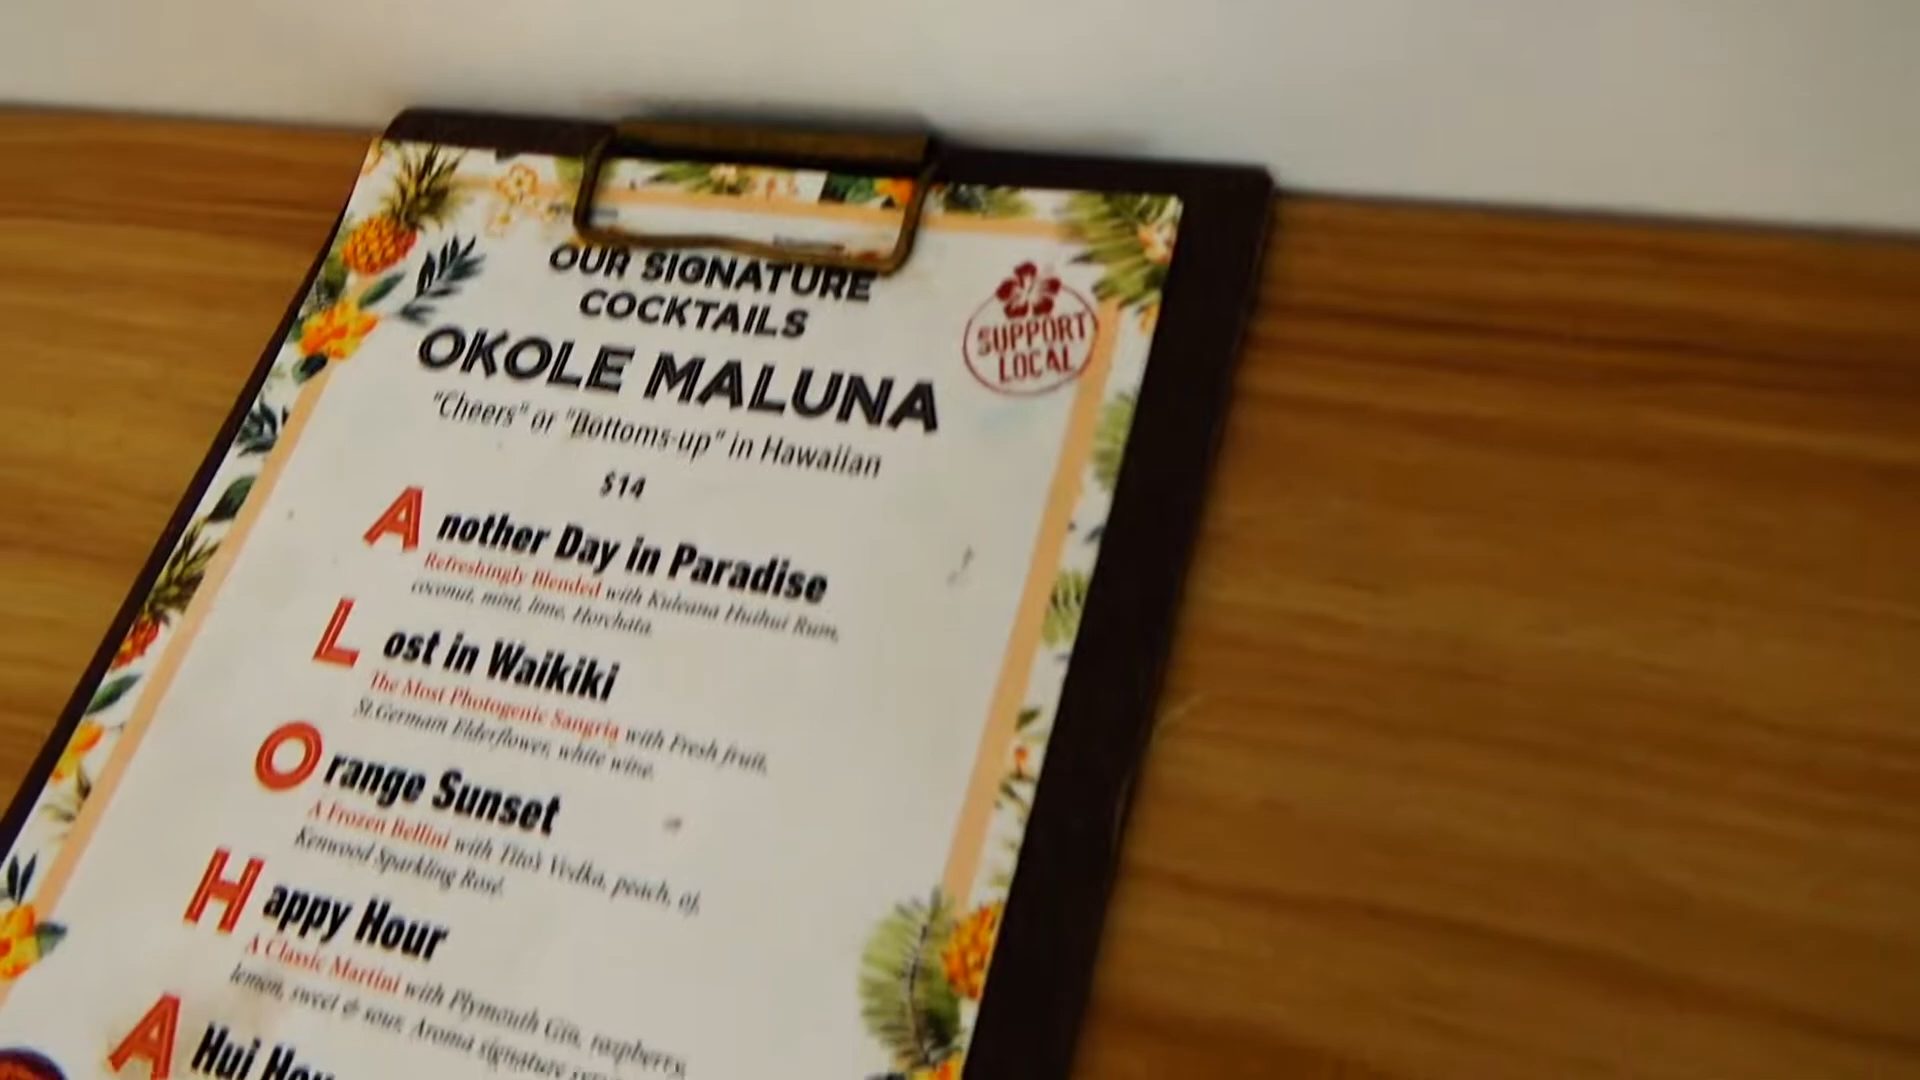 OUR SIGNATURE
COCKTAILS
OKOLE MALUNA
"Cheers" or "Bottoms-up" in Hawaiian
$14
SUPPORT
LOCAL
Another Day in Paradise
Refreshingly Blended with Kuleana Huihui Rum,
coconut, mint, lime, Horchata.
Lost in Waikiki
The Most Photogenic Sangria with Fresh fruit,
St.Germain Elderflower, white wine.
Orange Sunset
A Frozen Bellini with Tito's Vodka, peach, oj,
Kenwood Sparkling Rosé.
Happy Hour
A Classic Martini with Plymouth Gin, raspberry,
lemon, sweet & sour, Aroma signature
A Hui Hou